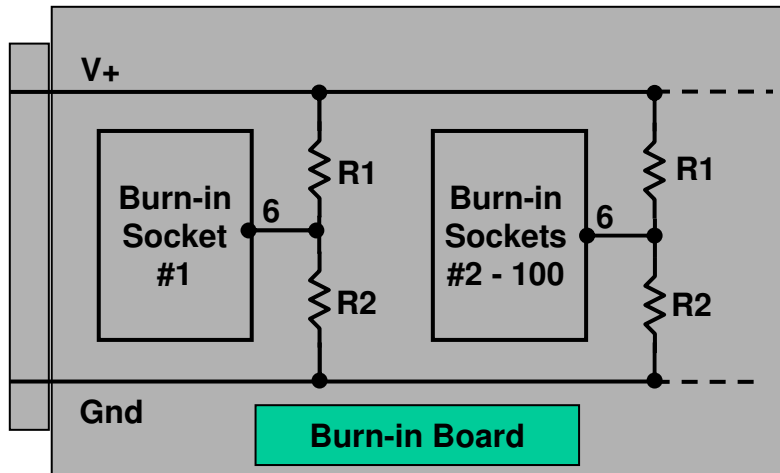 V+
Burn-in
Socket
#1
6
R1
R2
Burn-in
Sockets
#2 - 100
6
R1
R2
Gnd
Burn-in Board